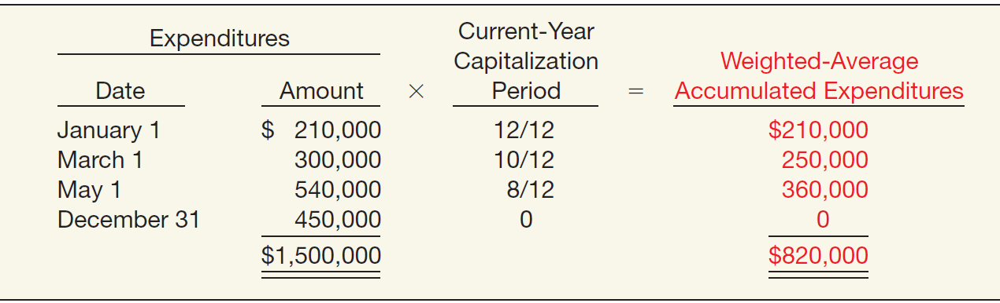 Expenditures
Current-Year
Capitalization
Period
Weighted-Average
Accumulated Expenditures
Date Amount × =
January 1 $ 210,000 12/12 $210,000
March 1 300,000 10/12 250,000
May 1 540,000 8/12 360,000
December 31 450,000 0 0
$1,500,000 $820,000